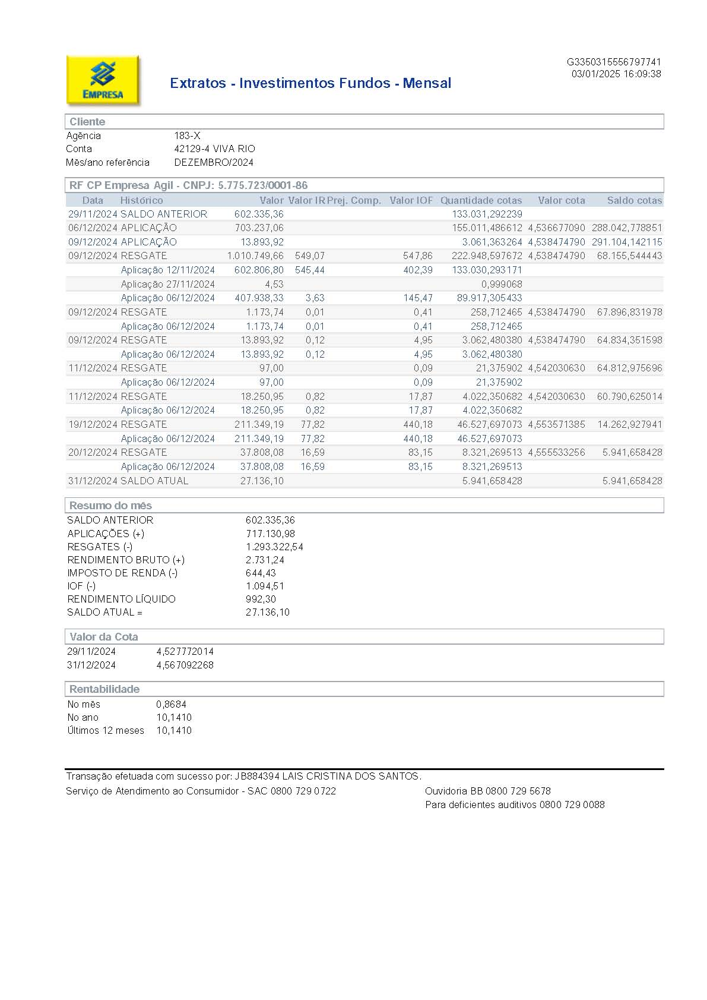 G3350315556797741
03/01/2025 16:09:38
EMPRESA
Extratos - Investimentos Fundos - Mensal
Cliente
Agência 183-X
Conta 42129-4 VIVA RIO
Mês/ano referência DEZEMBRO/2024
RF CP Empresa Agil - CNPJ: 5.775.723/0001-86
Data Histórico Valor Valor IR Prej. Comp. Valor IOF Quantidade cotas Valor cota Saldo cotas
29/11/2024 SALDO ANTERIOR 602.335,36 133.031,292239
06/12/2024 APLICAÇÃO 703.237,06 155.011,486612 4,536677090 288.042,778851
09/12/2024 APLICAÇÃO 13.893,92 3.061,363264 4,538474790 291.104,142115
09/12/2024 RESGATE 1.010.749,66 549,07 547,86 222.948,597672 4,538474790 68.155,544443
Aplicação 12/11/2024 602.806,80 545,44 402,39 133.030,293171
Aplicação 27/11/2024 4,53 0,999068
Aplicação 06/12/2024 407.938,33 3,63 145,47 89.917,305433
09/12/2024 RESGATE 1.173,74 0,01 0,41 258,712465 4,538474790 67.896,831978
Aplicação 06/12/2024 1.173,74 0,01 0,41 258,712465
09/12/2024 RESGATE 13.893,92 0,12 4,95 3.062,480380 4,538474790 64.834,351598
Aplicação 06/12/2024 13.893,92 0,12 4,95 3.062,480380
11/12/2024 RESGATE 97,00 0,09 21,375902 4,542030630 64.812,975696
Aplicação 06/12/2024 97,00 0,09 21,375902
11/12/2024 RESGATE 18.250,95 0,82 17,87 4.022,350682 4,542030630 60.790,625014
Aplicação 06/12/2024 18.250,95 0,82 17,87 4.022,350682
19/12/2024 RESGATE 211.349,19 77,82 440,18 46.527,697073 4,553571385 14.262,927941
Aplicação 06/12/2024 211.349,19 77,82 440,18 46.527,697073
20/12/2024 RESGATE 37.808,08 16,59 83,15 8.321,269513 4,555533256 5.941,658428
Aplicação 06/12/2024 37.808,08 16,59 83,15 8.321,269513
31/12/2024 SALDO ATUAL 27.136,10 5.941,658428 5.941,658428
Resumo do mês
SALDO ANTERIOR 602.335,36
APLICAÇÕES (+) 717.130,98
RESGATES (-) 1.293.322,54
RENDIMENTO BRUTO (+) 2.731,24
IMPOSTO DE RENDA (-) 644,43
IOF (-) 1.094,51
RENDIMENTO LÍQUIDO 992,30
SALDO ATUAL = 27.136,10
Valor da Cota
29/11/2024 4,527772014
31/12/2024 4,567092268
Rentabilidade
No mês 0,8684
No ano 10,1410
Últimos 12 meses 10,1410
Transação efetuada com sucesso por: JB884394 LAIS CRISTINA DOS SANTOS.
Serviço de Atendimento ao Consumidor - SAC 0800 729 0722 Ouvidoria BB 0800 729 5678
Para deficientes auditivos 0800 729 0088